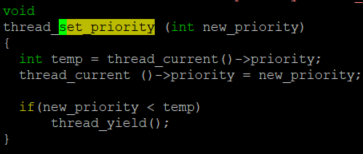 void
thread_set_priority (int new_priority)
{
  int temp = thread_current()->priority;
  thread_current ()->priority = new_priority;

  if(new_priority < temp)
      thread_yield();
}